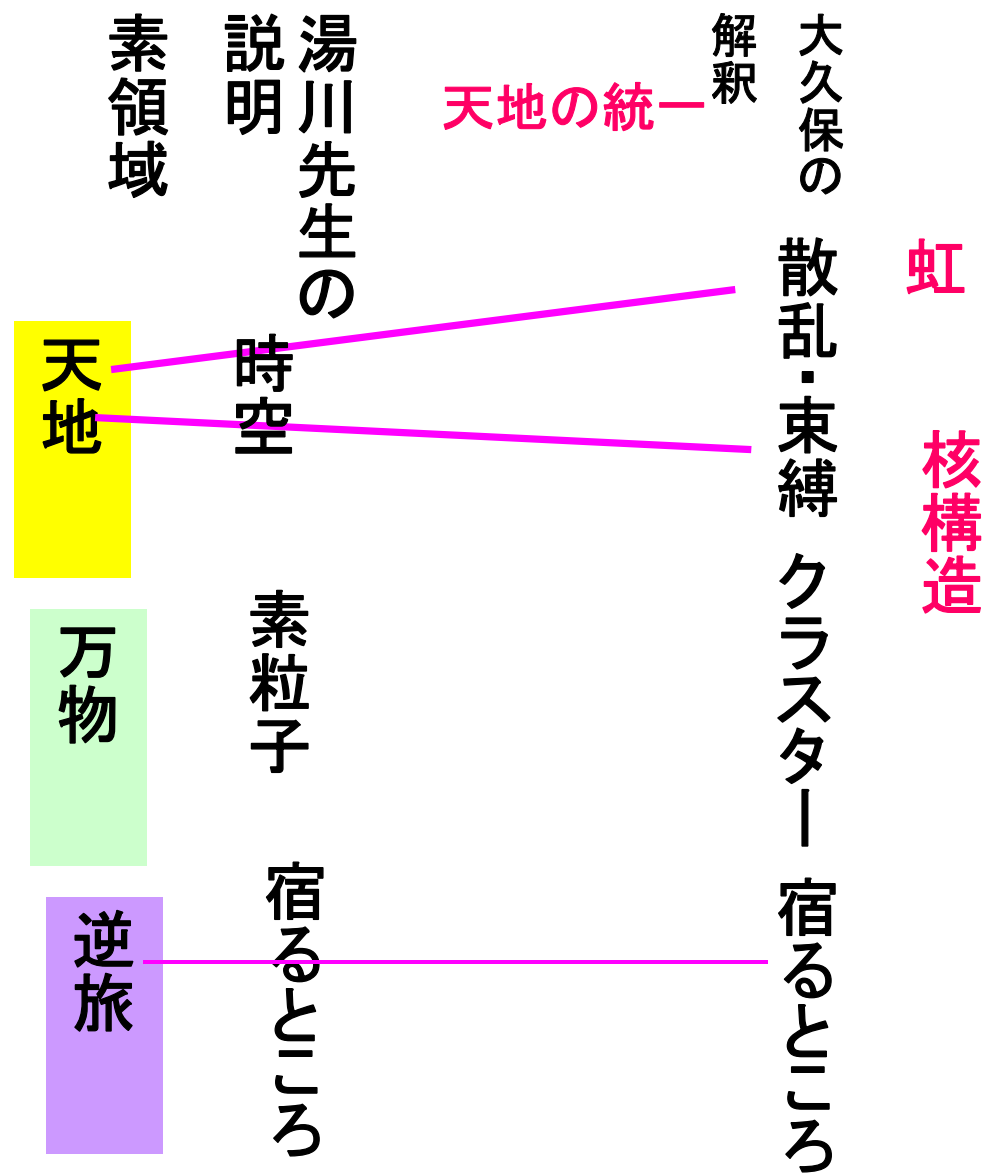 素領域
湯川先生の
説明
天地の統一
大久保の
解釈
天地
時空
散乱・束縛
虹
核構造
万物
素粒子
クラスター
逆旅
宿るところ
宿るところ